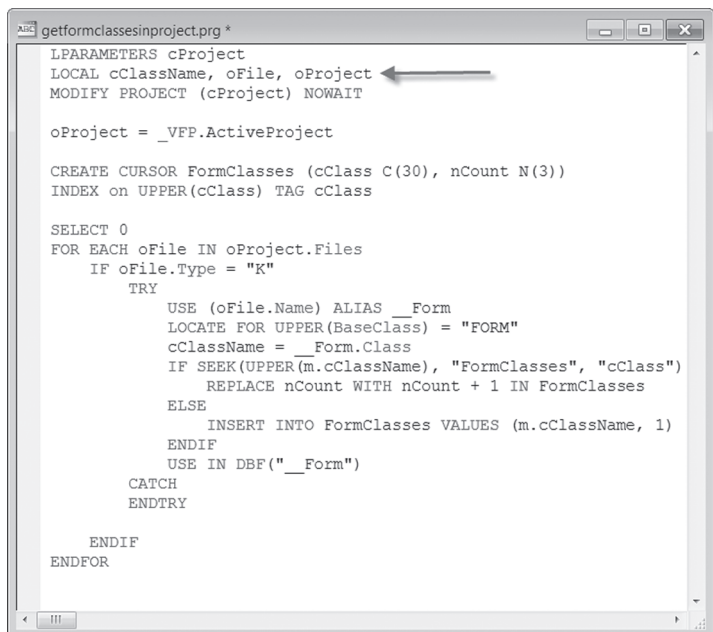 getformclassesinproject.prg *
LPARAMETERS cProject
LOCAL cClassName, oFile, oProject
MODIFY PROJECT (cProject) NOWAIT
oProject = _VFP.ActiveProject
CREATE CURSOR FormClasses (cClass C(30), nCount N(3))
INDEX on UPPER(cClass) TAG cClass
SELECT 0
FOR EACH oFile IN oProject.Files
IF oFile.Type = "K"
TRY
USE (oFile.Name) ALIAS __Form
LOCATE FOR UPPER(BaseClass) = "FORM"
cClassName = __Form.Class
IF SEEK(UPPER(m.cClassName), "FormClasses", "cClass")
REPLACE nCount WITH nCount + 1 IN FormClasses
ELSE
INSERT INTO FormClasses VALUES (m.cClassName, 1)
ENDIF
USE IN DBF("__Form")
CATCH
ENDTRY
ENDIF
ENDFOR